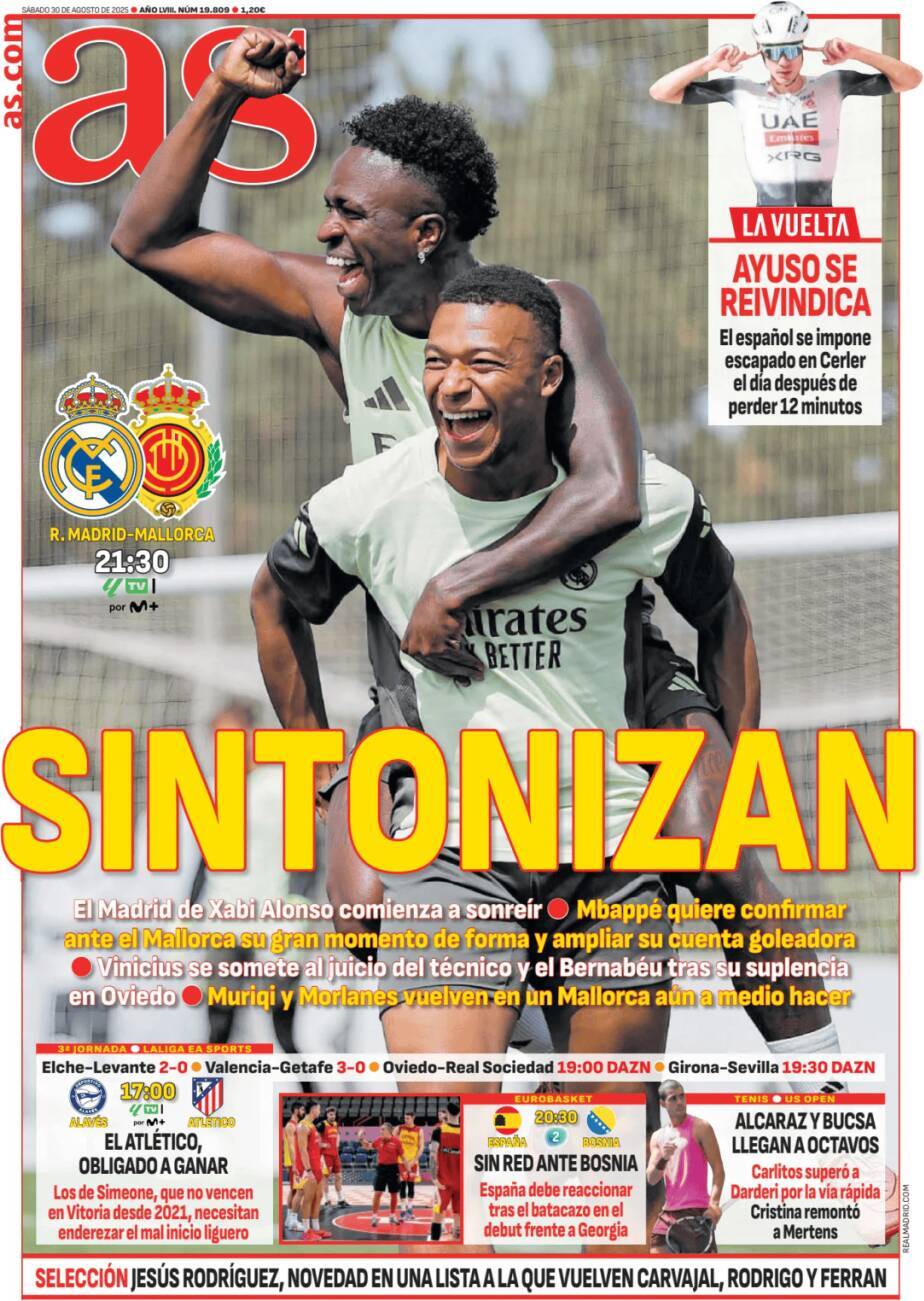 SÁBADO 30 DE AGOSTO DE 2025 ● AÑO LVIII. NÚM 19.809 ● 1,20€
as.com
as
UAE
Emirates
XRG
LA VUELTA
AYUSO SE
REIVINDICA
El español se impone
escapado en Cerler
el día después de
perder 12 minutos
R. MADRID-MALLORCA
21:30
TV
por M+
irates
BETTER
SINTONIZAN
El Madrid de Xabi Alonso comienza a sonreír ● Mbappé quiere confirmar
ante el Mallorca su gran momento de forma y ampliar su cuenta goleadora
● Vinicius se somete al juicio del técnico y el Bernabéu tras su suplencia
en Oviedo ● Muriqi y Morlanes vuelven en un Mallorca aún a medio hacer
3ª JORNADA ● LALIGA EA SPORTS
Elche-Levante 2-0 ● Valencia-Getafe 3-0 ● Oviedo-Real Sociedad 19:00 DAZN ● Girona-Sevilla 19:30 DAZN
17:00
TV
por M+
ALAVÉS
ATLÉTICO
EL ATLÉTICO,
OBLIGADO A GANAR
Los de Simeone, que no vencen
en Vitoria desde 2021, necesitan
enderezar el mal inicio liguero
EUROBASKET
20:30
2
ESPAÑA
BOSNIA
SIN RED ANTE BOSNIA
España debe reaccionar
tras el batacazo en el
debut frente a Georgia
TENIS ● US OPEN
ALCARAZ Y BUCSA
LLEGAN A OCTAVOS
Carlitos superó a
Darderi por la vía rápida
Cristina remontó
a Mertens
REALMADRID.COM
SELECCIÓN JESÚS RODRÍGUEZ, NOVEDAD EN UNA LISTA A LA QUE VUELVEN CARVAJAL, RODRIGO Y FERRAN